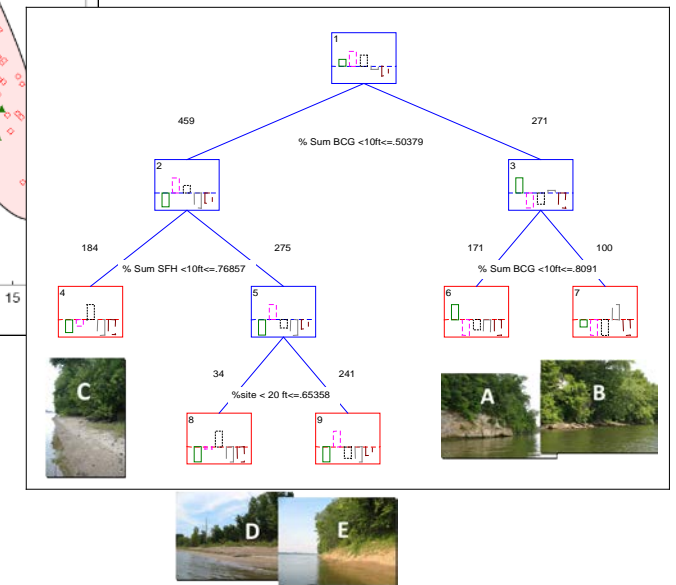 1
459
271
% Sum BCG <10ft<=.50379
2
3
184
275
171
100
% Sum SFH <10ft<=.76857
% Sum BCG <10ft<=.8091
15
4
5
6
7
34
241
C
A
B
%site < 20 ft<=.65358
8
9
D
E